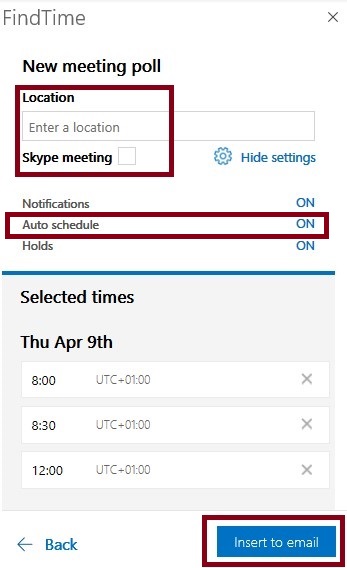 FindTime
New meeting poll
Location
Enter a location
Skype meeting Hide settings
Notifications ON
Auto schedule ON
Holds ON
Selected times
Thu Apr 9th
8:00 UTC+01:00
8:30 UTC+01:00
12:00 UTC+01:00
Back Insert to email